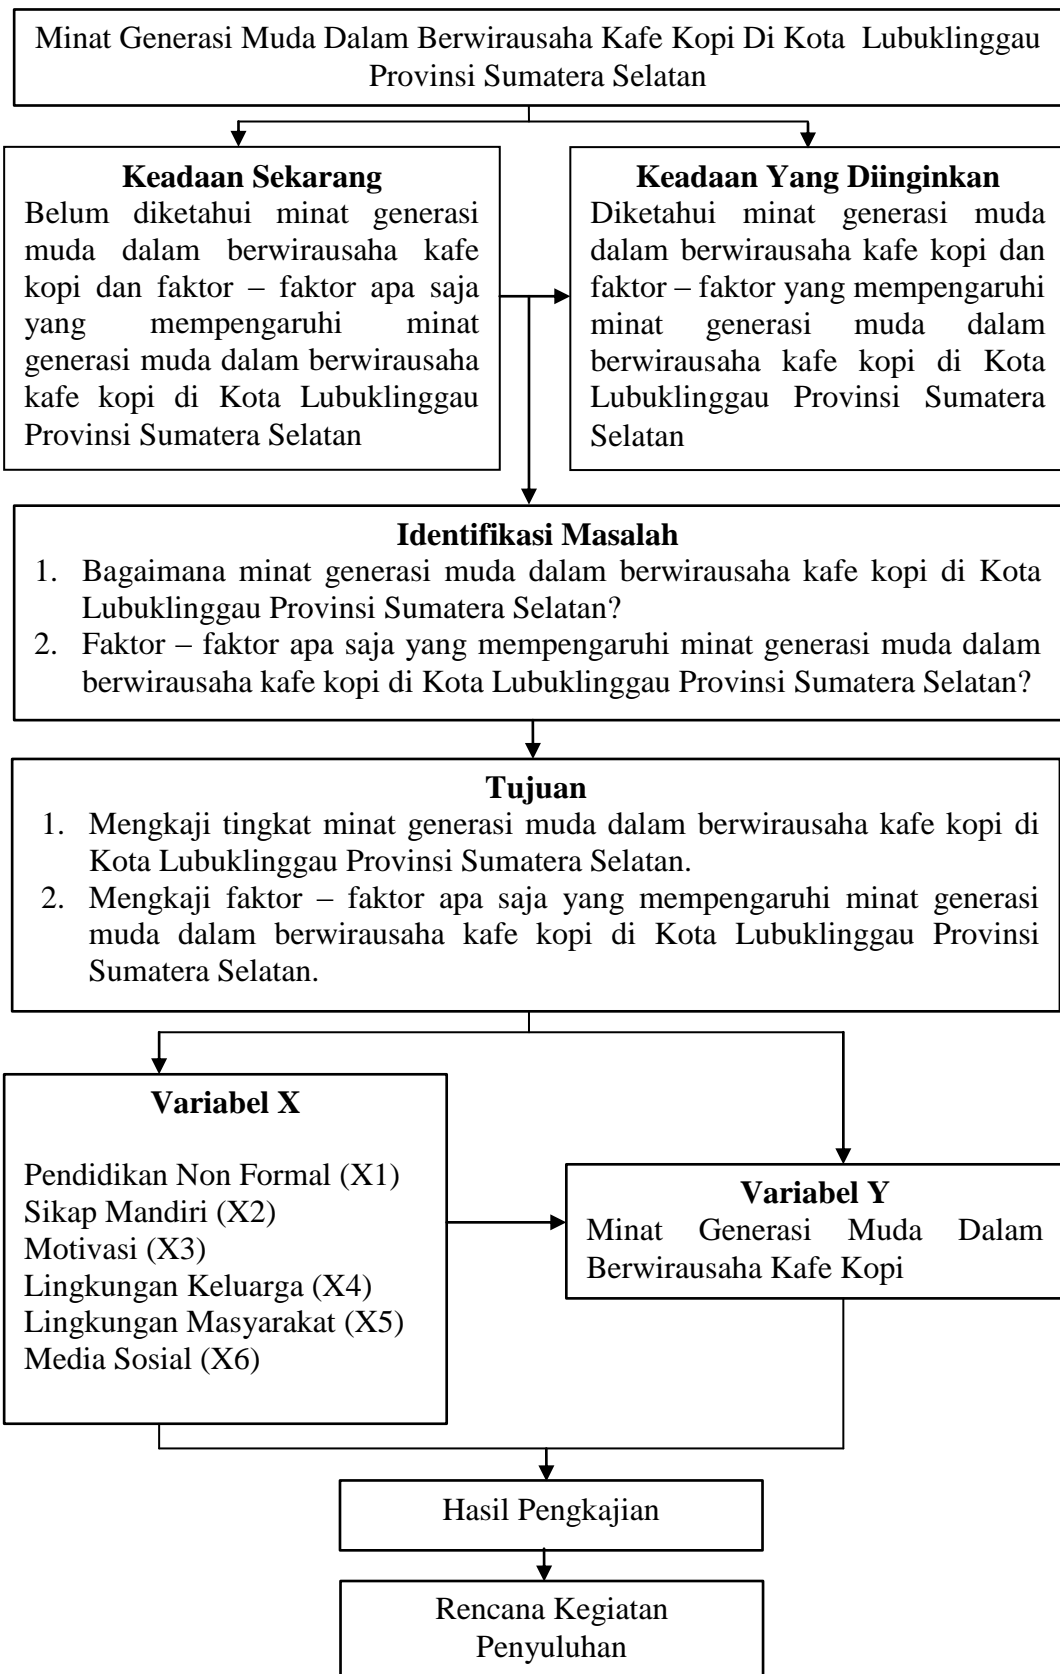 Minat Generasi Muda Dalam Berwirausaha Kafe Kopi Di Kota Lubuklinggau
Provinsi Sumatera Selatan
Keadaan Sekarang
Belum diketahui minat generasi
muda dalam berwirausaha kafe
kopi dan faktor – faktor apa saja
yang mempengaruhi minat
generasi muda dalam berwirausaha
kafe kopi di Kota Lubuklinggau
Provinsi Sumatera Selatan
Keadaan Yang Diinginkan
Diketahui minat generasi muda
dalam berwirausaha kafe kopi dan
faktor – faktor yang mempengaruhi
minat generasi muda dalam
berwirausaha kafe kopi di Kota
Lubuklinggau Provinsi Sumatera
Selatan
Identifikasi Masalah
1. Bagaimana minat generasi muda dalam berwirausaha kafe kopi di Kota
Lubuklinggau Provinsi Sumatera Selatan?
2. Faktor – faktor apa saja yang mempengaruhi minat generasi muda dalam
berwirausaha kafe kopi di Kota Lubuklinggau Provinsi Sumatera Selatan?
Tujuan
1. Mengkaji tingkat minat generasi muda dalam berwirausaha kafe kopi di
Kota Lubuklinggau Provinsi Sumatera Selatan.
2. Mengkaji faktor – faktor apa saja yang mempengaruhi minat generasi
muda dalam berwirausaha kafe kopi di Kota Lubuklinggau Provinsi
Sumatera Selatan.
Variabel X
Pendidikan Non Formal (X1)
Sikap Mandiri (X2)
Motivasi (X3)
Lingkungan Keluarga (X4)
Lingkungan Masyarakat (X5)
Media Sosial (X6)
Variabel Y
Minat Generasi Muda Dalam
Berwirausaha Kafe Kopi
Hasil Pengkajian
Rencana Kegiatan
Penyuluhan